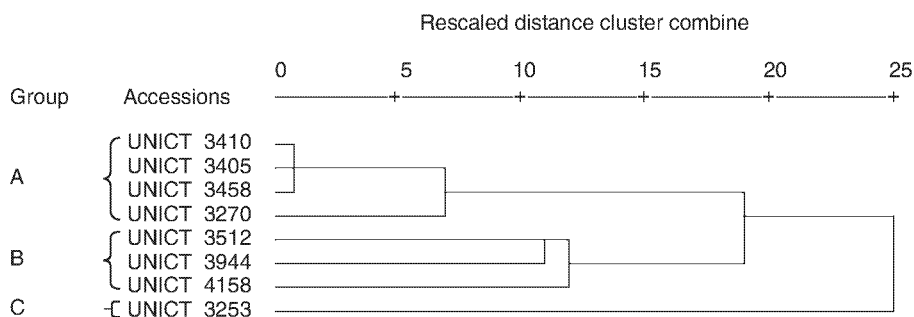 Rescaled distance cluster combine
0 5 10 15 20 25
Group Accessions
UNICT 3410
A UNICT 3405
UNICT 3458
UNICT 3270
UNICT 3512
B UNICT 3944
UNICT 4158
C UNICT 3253